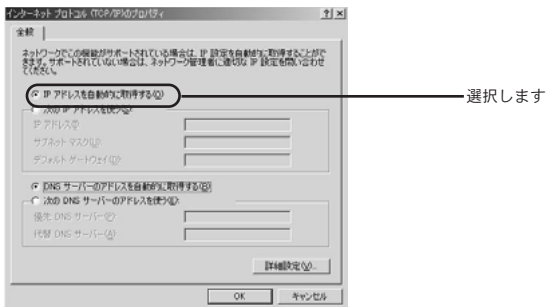 インターネット プロトコル (TCP/IP)のプロパティ
全般
ネットワークでこの機能がサポートされている場合は、IP 設定を自動的に取得することがで
きます。サポートされていない場合は、ネットワーク管理者に適切な IP 設定を問い合わせ
てください。
IP アドレスを自動的に取得する(O)
選択します
次の IP アドレスを使う(S):
IP アドレス(I):
サブネット マスク(U):
デフォルト ゲートウェイ(D):
DNS サーバーのアドレスを自動的に取得する(B)
次の DNS サーバーのアドレスを使う(E):
優先 DNS サーバー(P):
代替 DNS サーバー(A):
詳細設定(V)...
OK
キャンセル